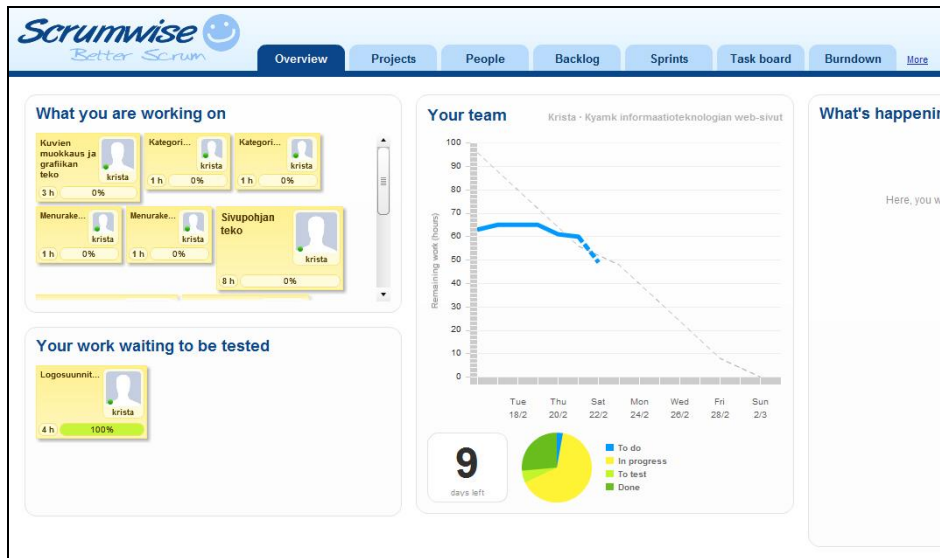 Scrumwise
Better Scrum
Overview
Projects
People
Backlog
Sprints
Task board
Burndown
More
What you are working on
Kuvien
muokkaus ja
grafiikan
teko
krista
3 h
0%
Kategori...
krista
1 h
0%
Kategori...
krista
1 h
0%
Menurake...
krista
1 h
0%
Menurake...
krista
1 h
0%
Sivupohjan
teko
krista
8 h
0%
Your work waiting to be tested
Logosuunnit...
krista
4 h
100%
Your team
Krista - Kyamk informaatioteknologian web-sivut
Remaining work (hours)
100
90
80
70
60
50
40
30
20
10
0
Tue Thu Sat Mon Wed Fri Sun
18/2 20/2 22/2 24/2 26/2 28/2 2/3
9
days left
To do
In progress
To test
Done
What's happenin
Here, you w